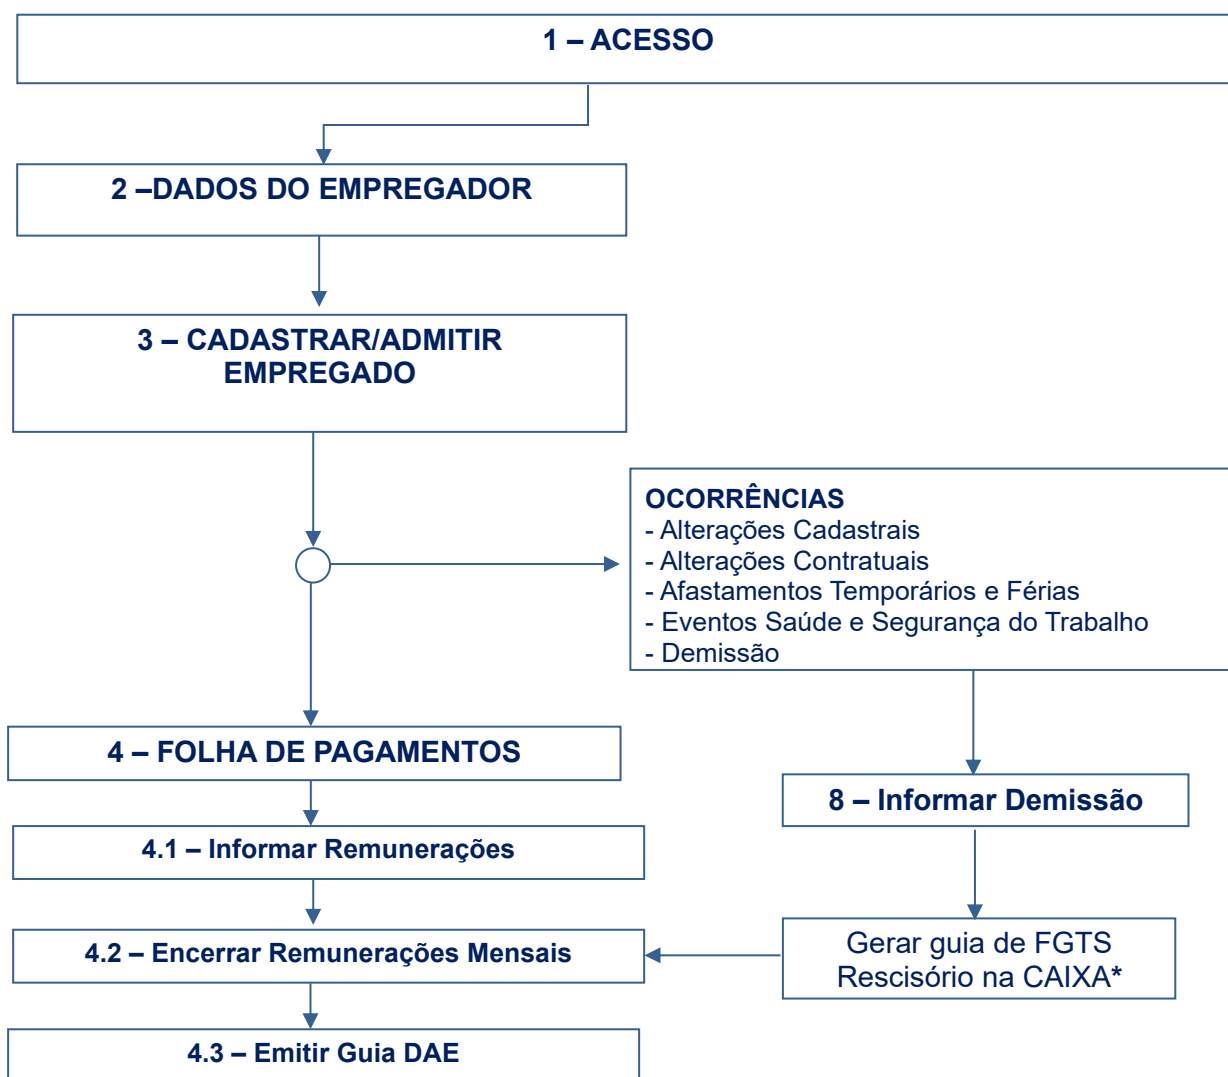 1 – ACESSO
2 –DADOS DO EMPREGADOR
3 – CADASTRAR/ADMITIR
EMPREGADO
OCORRÊNCIAS
- Alterações Cadastrais
- Alterações Contratuais
- Afastamentos Temporários e Férias
- Eventos Saúde e Segurança do Trabalho
- Demissão
4 – FOLHA DE PAGAMENTOS
8 – Informar Demissão
4.1 – Informar Remunerações
4.2 – Encerrar Remunerações Mensais
Gerar guia de FGTS
Rescisório na CAIXA*
4.3 – Emitir Guia DAE